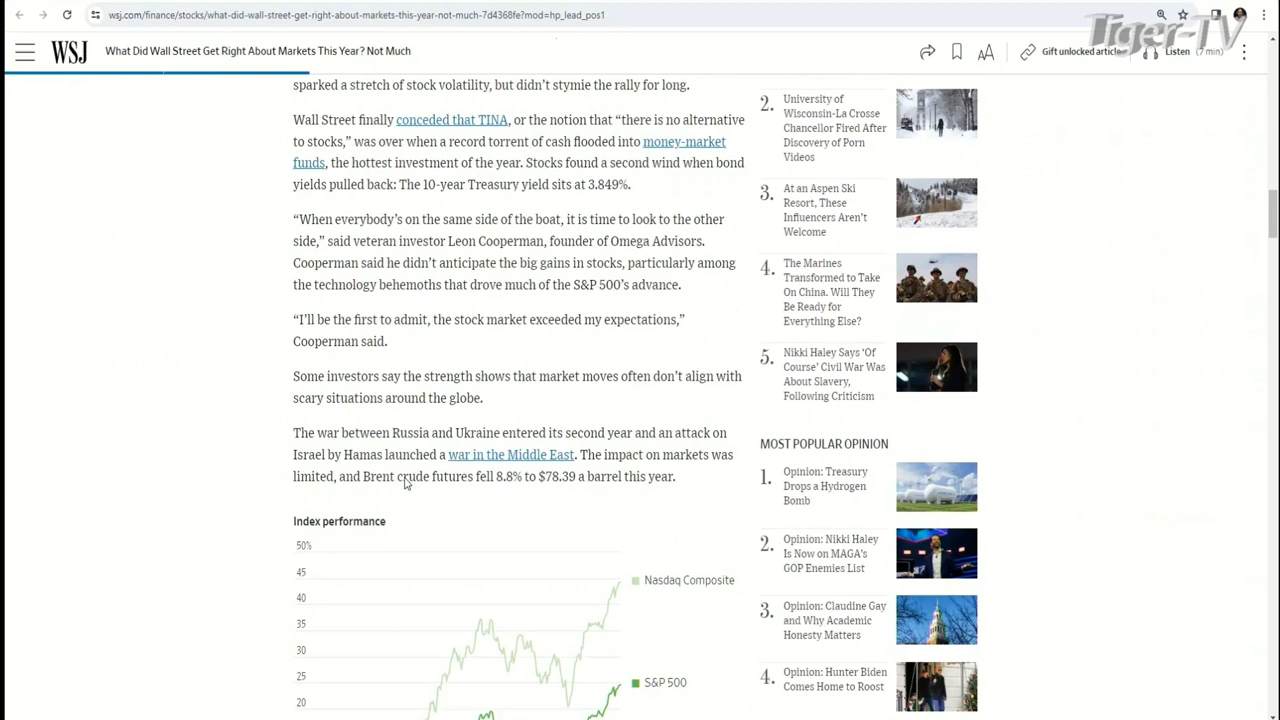 wsj.com/finance/stocks/what-did-wall-street-get-right-about-markets-this-year-not-much-7d4368fe?mod=hp_lead_pos1
Tiger-TV
WSJ
What Did Wall Street Get Right About Markets This Year? Not Much
AA
Gift unlocked article
Listen (7 min)
sparked a stretch of stock volatility, but didn't stymie the rally for long.
Wall Street finally conceded that TINA, or the notion that “there is no alternative
to stocks,” was over when a record torrent of cash flooded into money-market
funds, the hottest investment of the year. Stocks found a second wind when bond
yields pulled back: The 10-year Treasury yield sits at 3.849%.
“When everybody’s on the same side of the boat, it is time to look to the other
side,” said veteran investor Leon Cooperman, founder of Omega Advisors.
Cooperman said he didn’t anticipate the big gains in stocks, particularly among
the technology behemoths that drove much of the S&P 500’s advance.
“I’ll be the first to admit, the stock market exceeded my expectations,”
Cooperman said.
Some investors say the strength shows that market moves often don’t align with
scary situations around the globe.
The war between Russia and Ukraine entered its second year and an attack on
Israel by Hamas launched a war in the Middle East. The impact on markets was
limited, and Brent crude futures fell 8.8% to $78.39 a barrel this year.
Index performance
50%
45
40
35
30
25
20
Nasdaq Composite
S&P 500
2.
University of
Wisconsin-La Crosse
Chancellor Fired After
Discovery of Porn
Videos
3.
At an Aspen Ski
Resort, These
Influencers Aren’t
Welcome
4.
The Marines
Transformed to Take
On China. Will They
Be Ready for
Everything Else?
5.
Nikki Haley Says ‘Of
Course’ Civil War Was
About Slavery,
Following Criticism
MOST POPULAR OPINION
1.
Opinion: Treasury
Drops a Hydrogen
Bomb
2.
Opinion: Nikki Haley
Is Now on MAGA’s
GOP Enemies List
3.
Opinion: Claudine Gay
and Why Academic
Honesty Matters
4.
Opinion: Hunter Biden
Comes Home to Roost